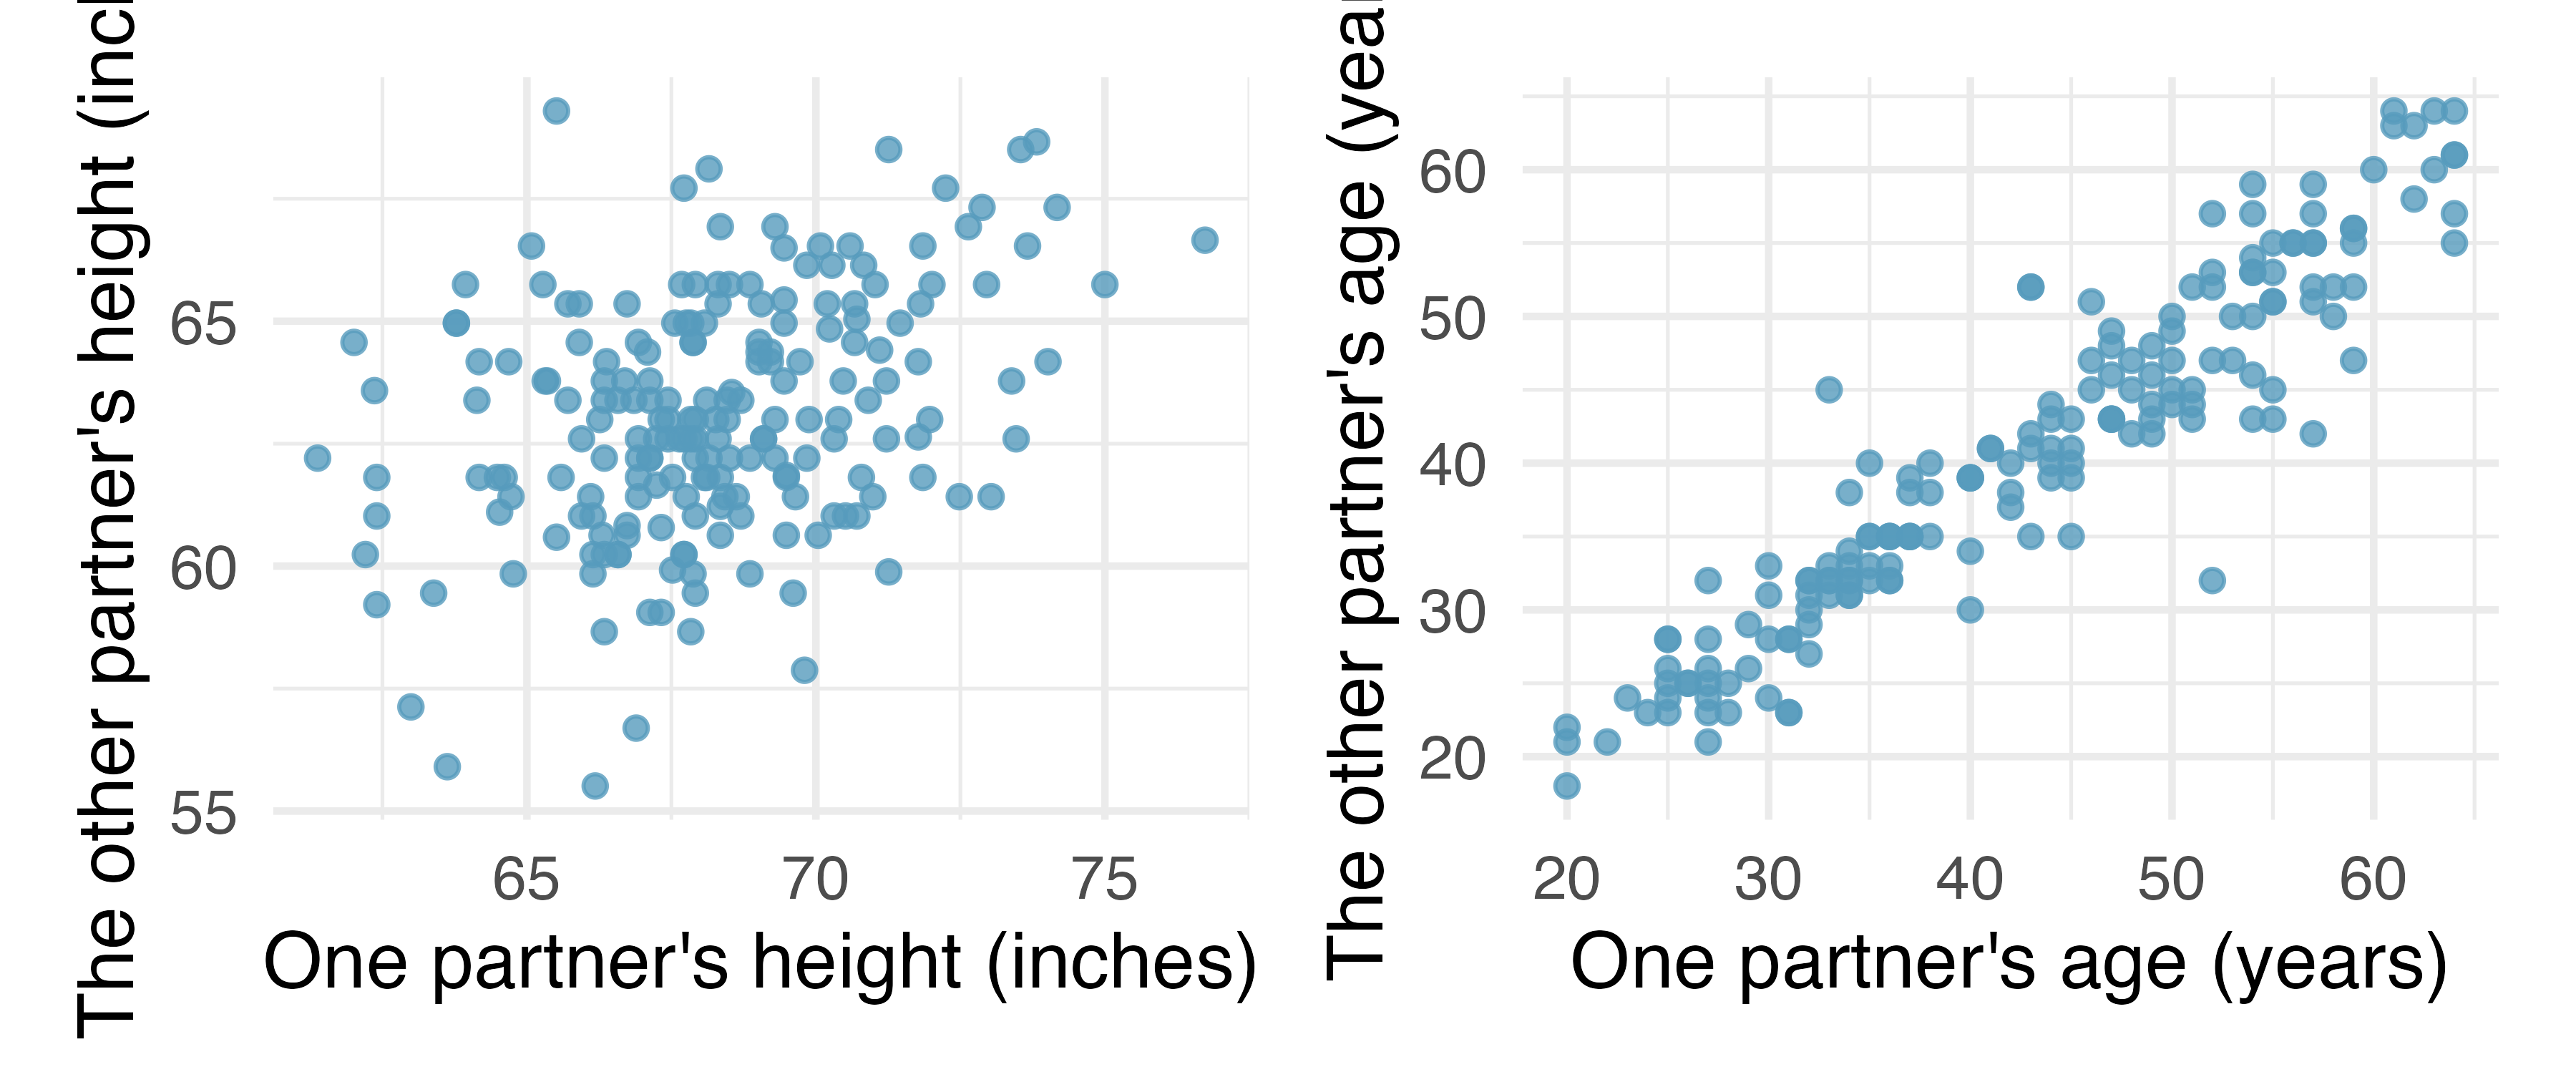 The other partner's height (inc
65
60
55
65 70 75
One partner's height (inches)
The other partner's age (yea
60
50
40
30
20
20 30 40 50 60
One partner's age (years)